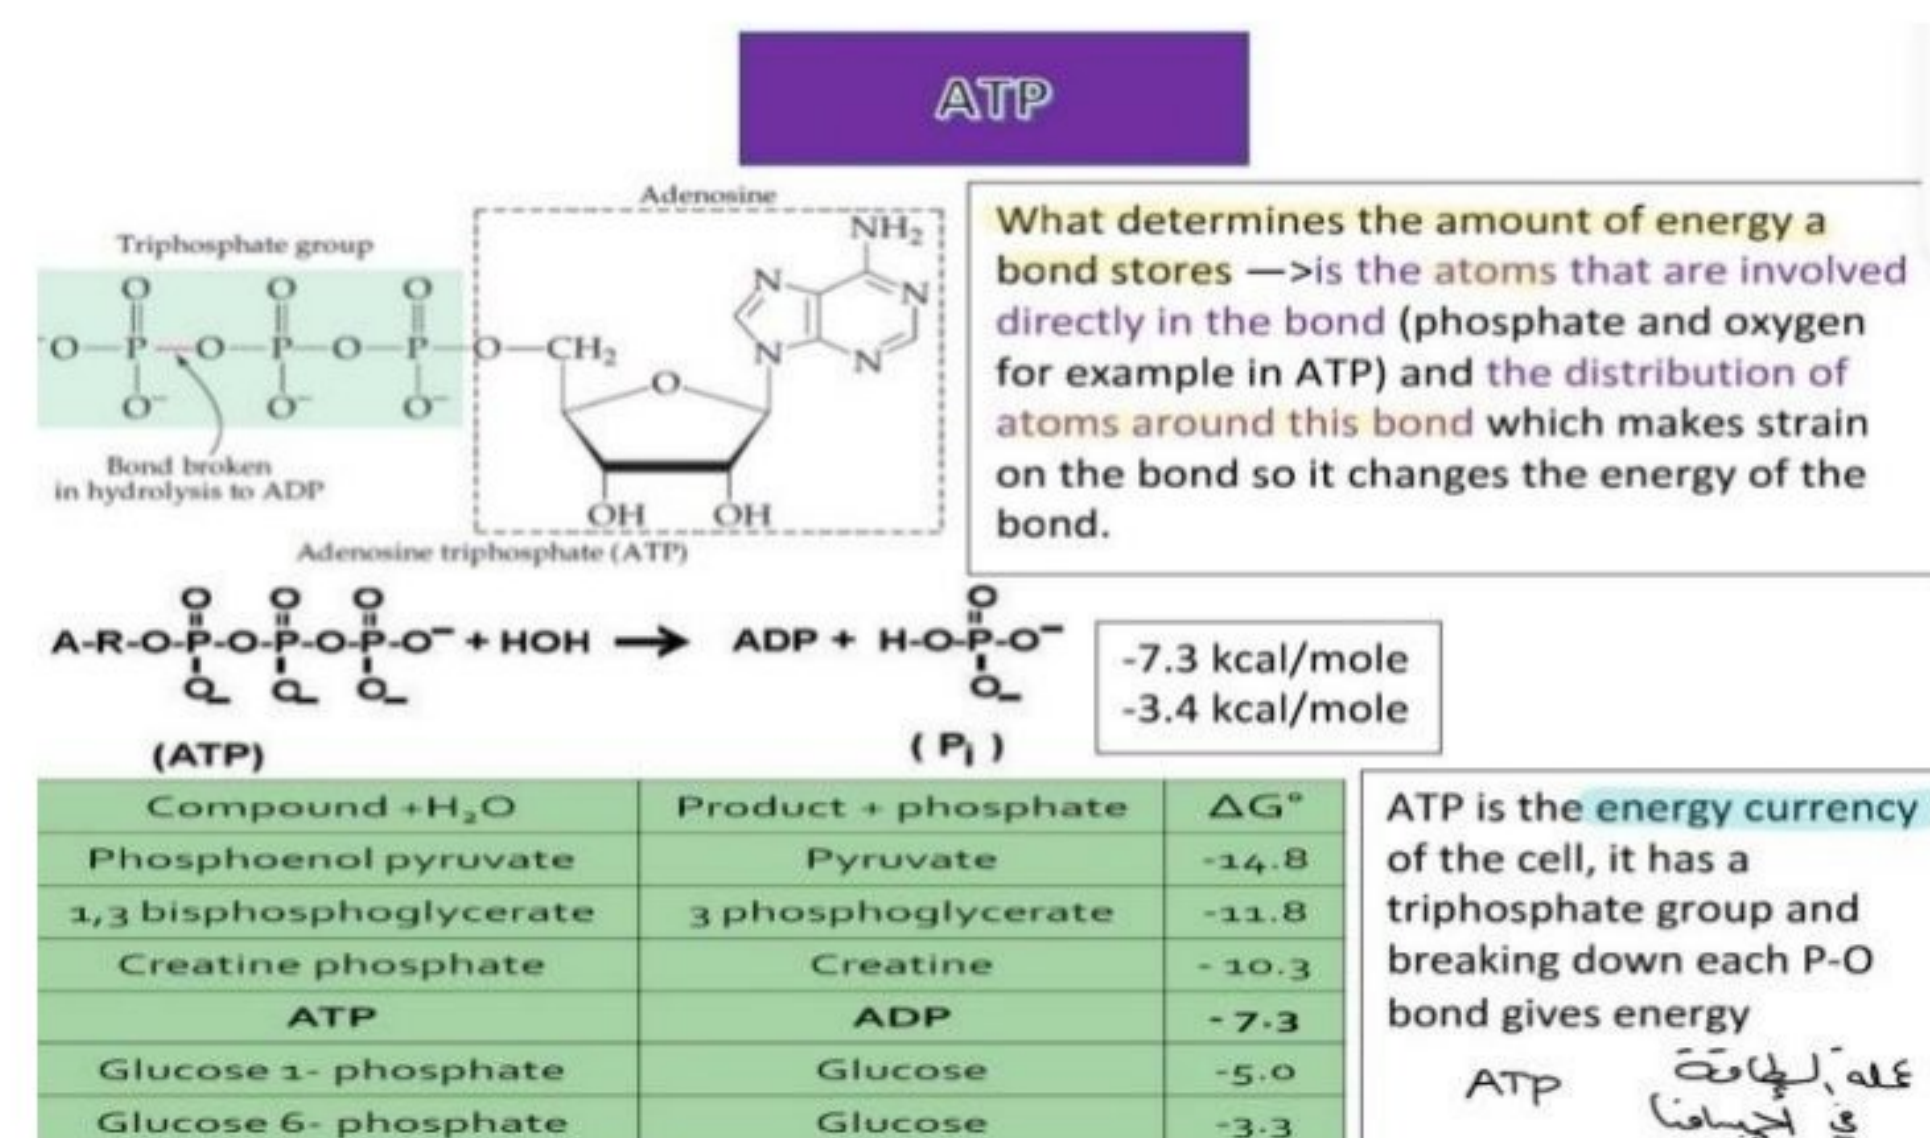 ATP
Adenosine
Triphosphate group
NH₂
O O O
N N
O—P—O—P—O—P—O—CH₂
N N
O
O⁻ O⁻ O⁻
Bond broken
in hydrolysis to ADP
OH OH
Adenosine triphosphate (ATP)
What determines the amount of energy a
bond stores —>is the atoms that are involved
directly in the bond (phosphate and oxygen
for example in ATP) and the distribution of
atoms around this bond which makes strain
on the bond so it changes the energy of the
bond.
O O O O
A-R-O-P-O-P-O-P-O⁻ + HOH → ADP + H-O-P-O⁻
O⁻ O⁻ O⁻ O⁻
(ATP) (Pi)
-7.3 kcal/mole
-3.4 kcal/mole
Compound +H₂O Product + phosphate ΔG°
Phosphoenol pyruvate Pyruvate -14.8
1,3 bisphosphoglycerate 3 phosphoglycerate -11.8
Creatine phosphate Creatine - 10.3
ATP ADP - 7.3
Glucose 1- phosphate Glucose -5.0
Glucose 6- phosphate Glucose -3.3
ATP is the energy currency
of the cell, it has a
triphosphate group and
breaking down each P-O
bond gives energy
ATP عملة الطاقة
في أجسامنا